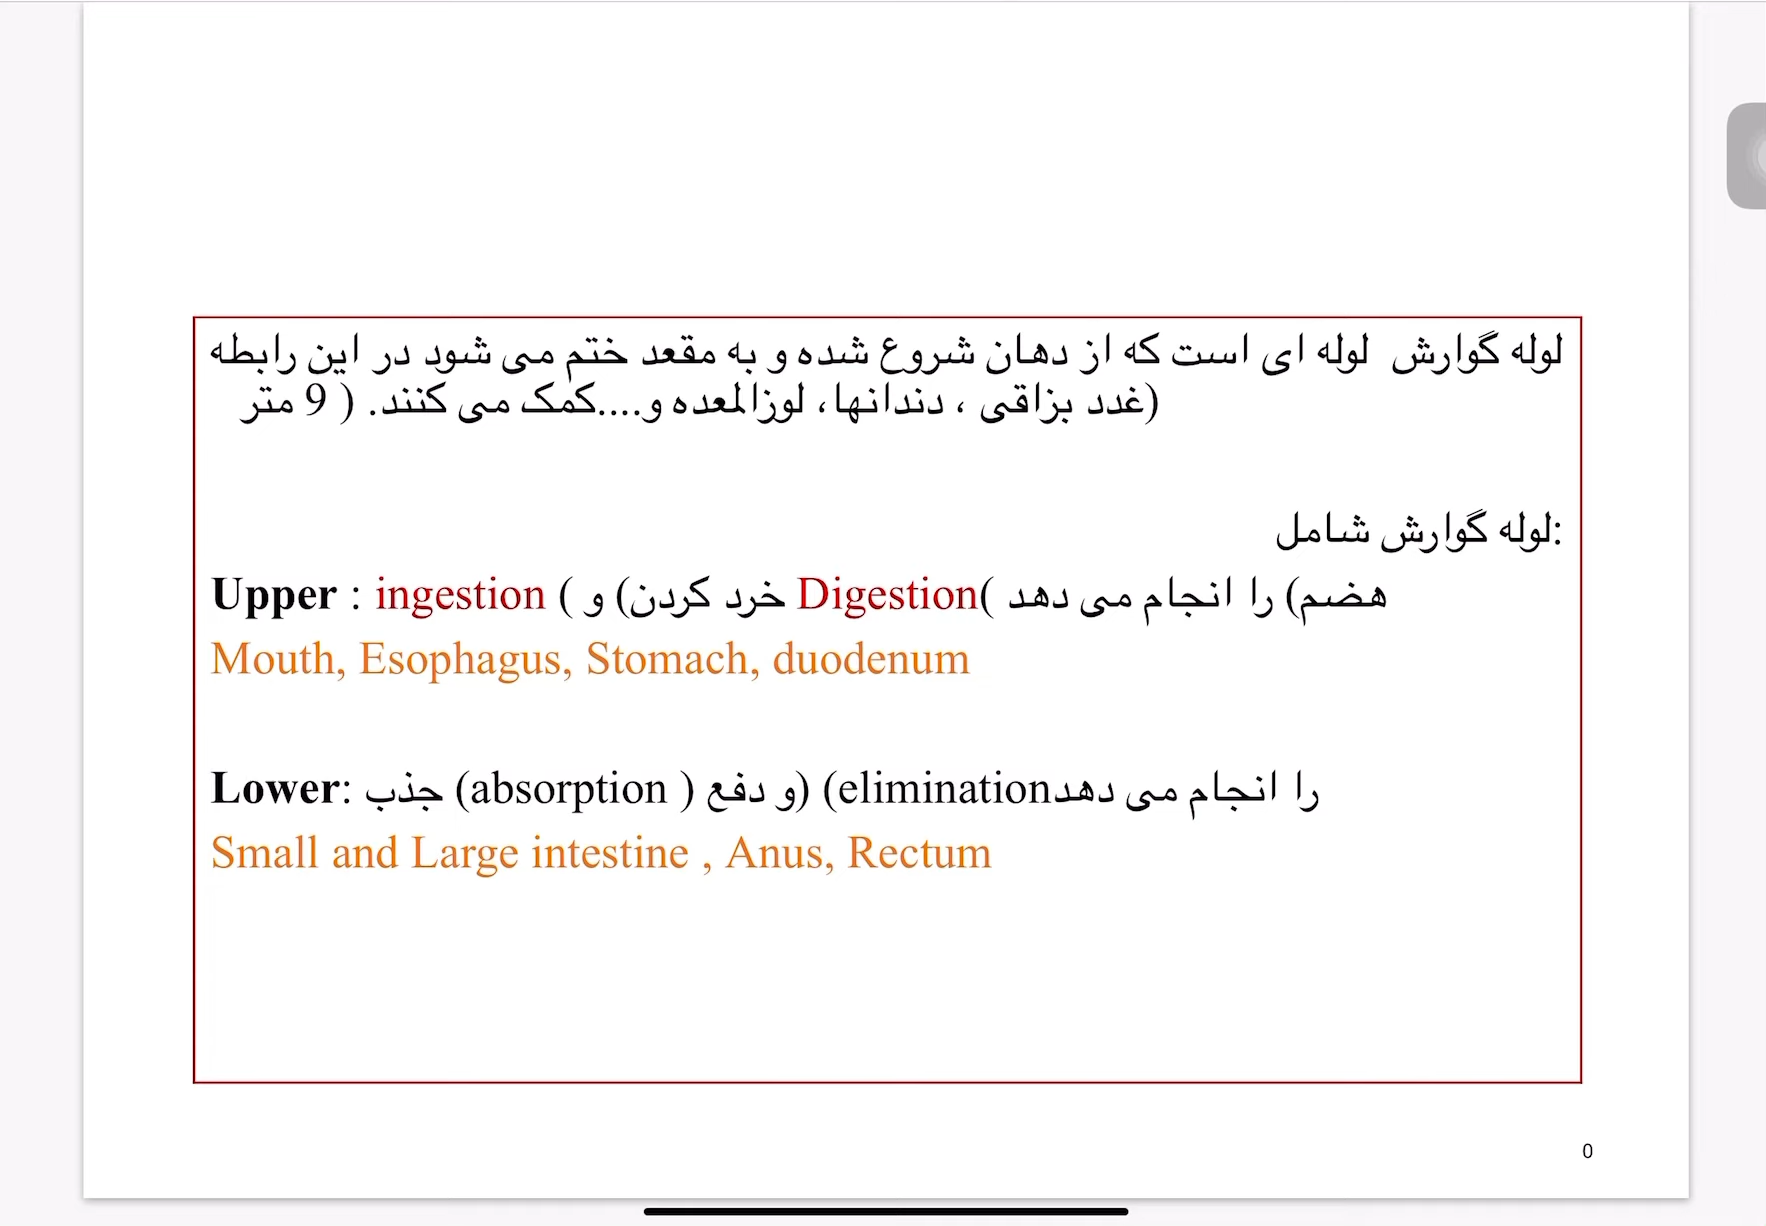 لوله گوارش  لوله ای است که از دهان شروع شده و به مقعد ختم می شود در این رابطه
(غدد بزاقی ، دندانها، لوزالمعده و....کمک می کنند. ( 9 متر
لوله گوارش شامل:
Upper : ingestion ( خرد کردن) و ( Digestion( هضم) را انجام می دهد
Mouth, Esophagus, Stomach, duodenum
Lower: جذب (absorption ) و دفع) (elimination را انجام می دهد
Small and Large intestine , Anus, Rectum
0